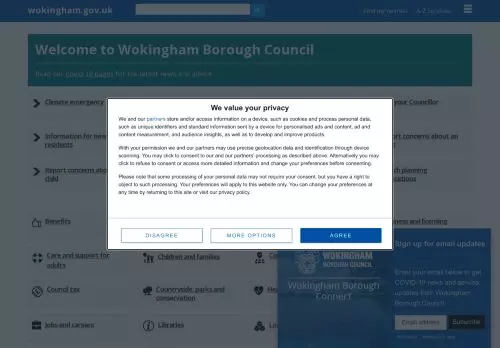 wokingham.gov.uk
Find my nearest
A-Z Services
Welcome to Wokingham Borough Council
Read our Covid-19 pages for the latest news and advice
Climate emergency
your Councillor
Information for new
residents
ort concerns about an
Report concerns abo
child
ch planning
ications
We value your privacy
We and our partners store and/or access information on a device, such as cookies and process personal data,
such as unique identifiers and standard information sent by a device for personalised ads and content, ad and
content measurement, and audience insights, as well as to develop and improve products.
With your permission we and our partners may use precise geolocation data and identification through device
scanning. You may click to consent to our and our partners' processing as described above. Alternatively you may
click to refuse to consent or access more detailed information and change your preferences before consenting.
Please note that some processing of your personal data may not require your consent, but you have a right to
object to such processing. Your preferences will apply to this website only. You can change your preferences at
any time by returning to this site or visit our privacy policy.
DISAGREE
MORE OPTIONS
AGREE
Benefits
ness and licensing
Care and support for
adults
Children and families
Council tax
Countryside, parks and
conservation
Hea
Jobs and careers
Libraries
WOKINGHAM
BOROUGH COUNCIL
Wokingham Borough
Connect
Sign up for email updates
Enter your email below to get
COVID-19 news and service
updates from Wokingham
Borough Council.
Email address
Subscribe